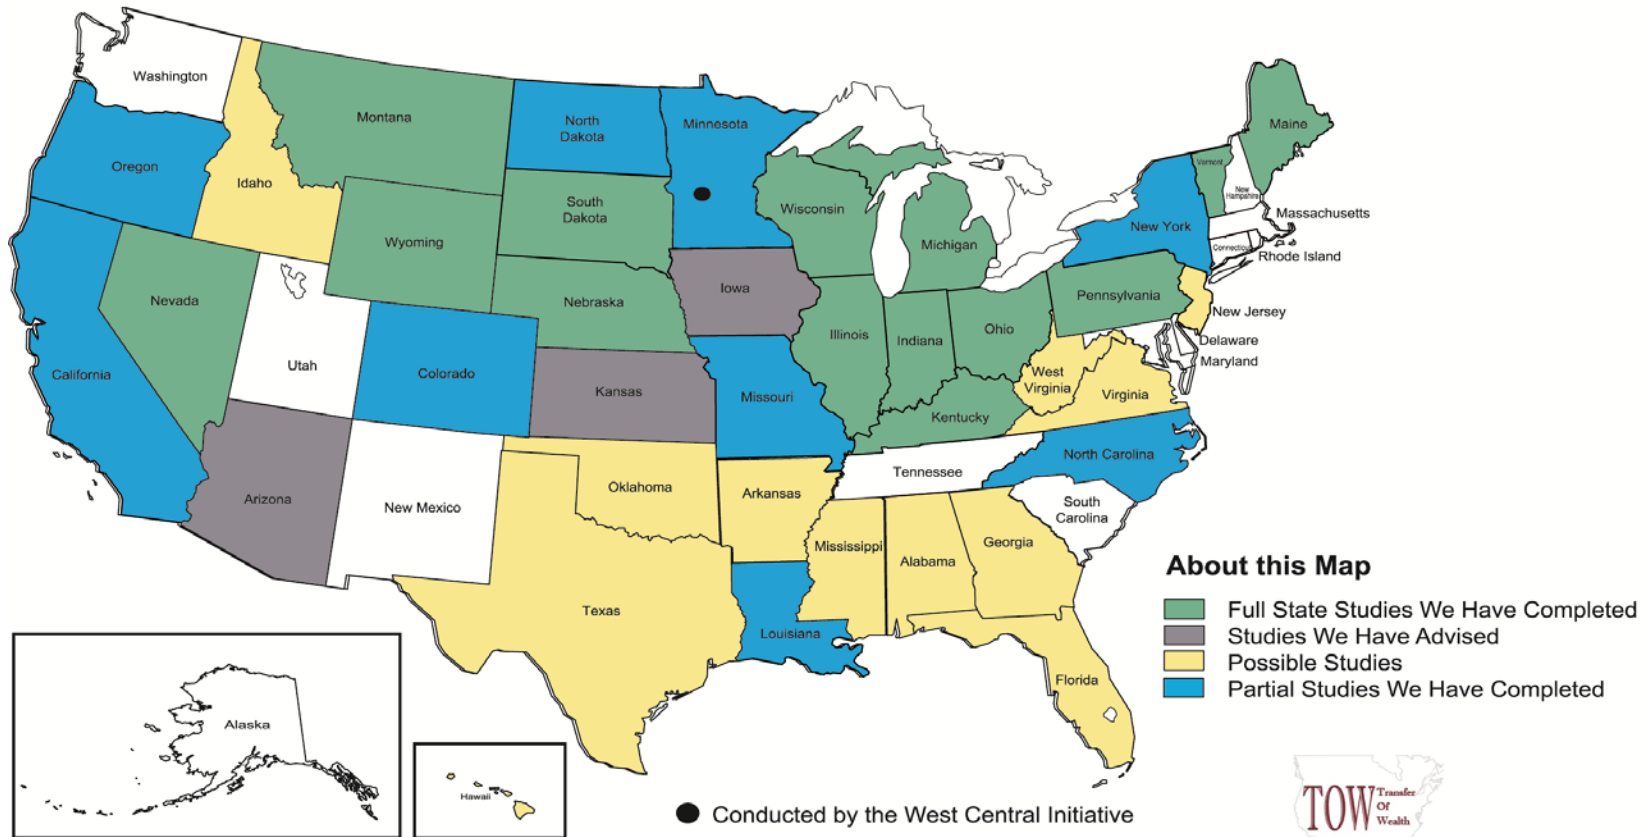 Washington
Montana
North
Dakota
Minnesota
Maine
Oregon
Idaho
Vermont
New
Hampshire
South
Dakota
Wisconsin
Massachusetts
Wyoming
Michigan
New York
Connecticut
Rhode Island
Nevada
Nebraska
Iowa
Pennsylvania
New Jersey
Illinois
Indiana
Ohio
Delaware
Maryland
California
Utah
Colorado
Kansas
Missouri
West
Virginia
Virginia
Kentucky
North Carolina
Tennessee
Arizona
New Mexico
Oklahoma
Arkansas
South
Carolina
Mississippi
Alabama
Georgia
Texas
Louisiana
Florida
Alaska
Hawaii
About this Map
Full State Studies We Have Completed
Studies We Have Advised
Possible Studies
Partial Studies We Have Completed
Conducted by the West Central Initiative
TOW Transfer
Of
Wealth